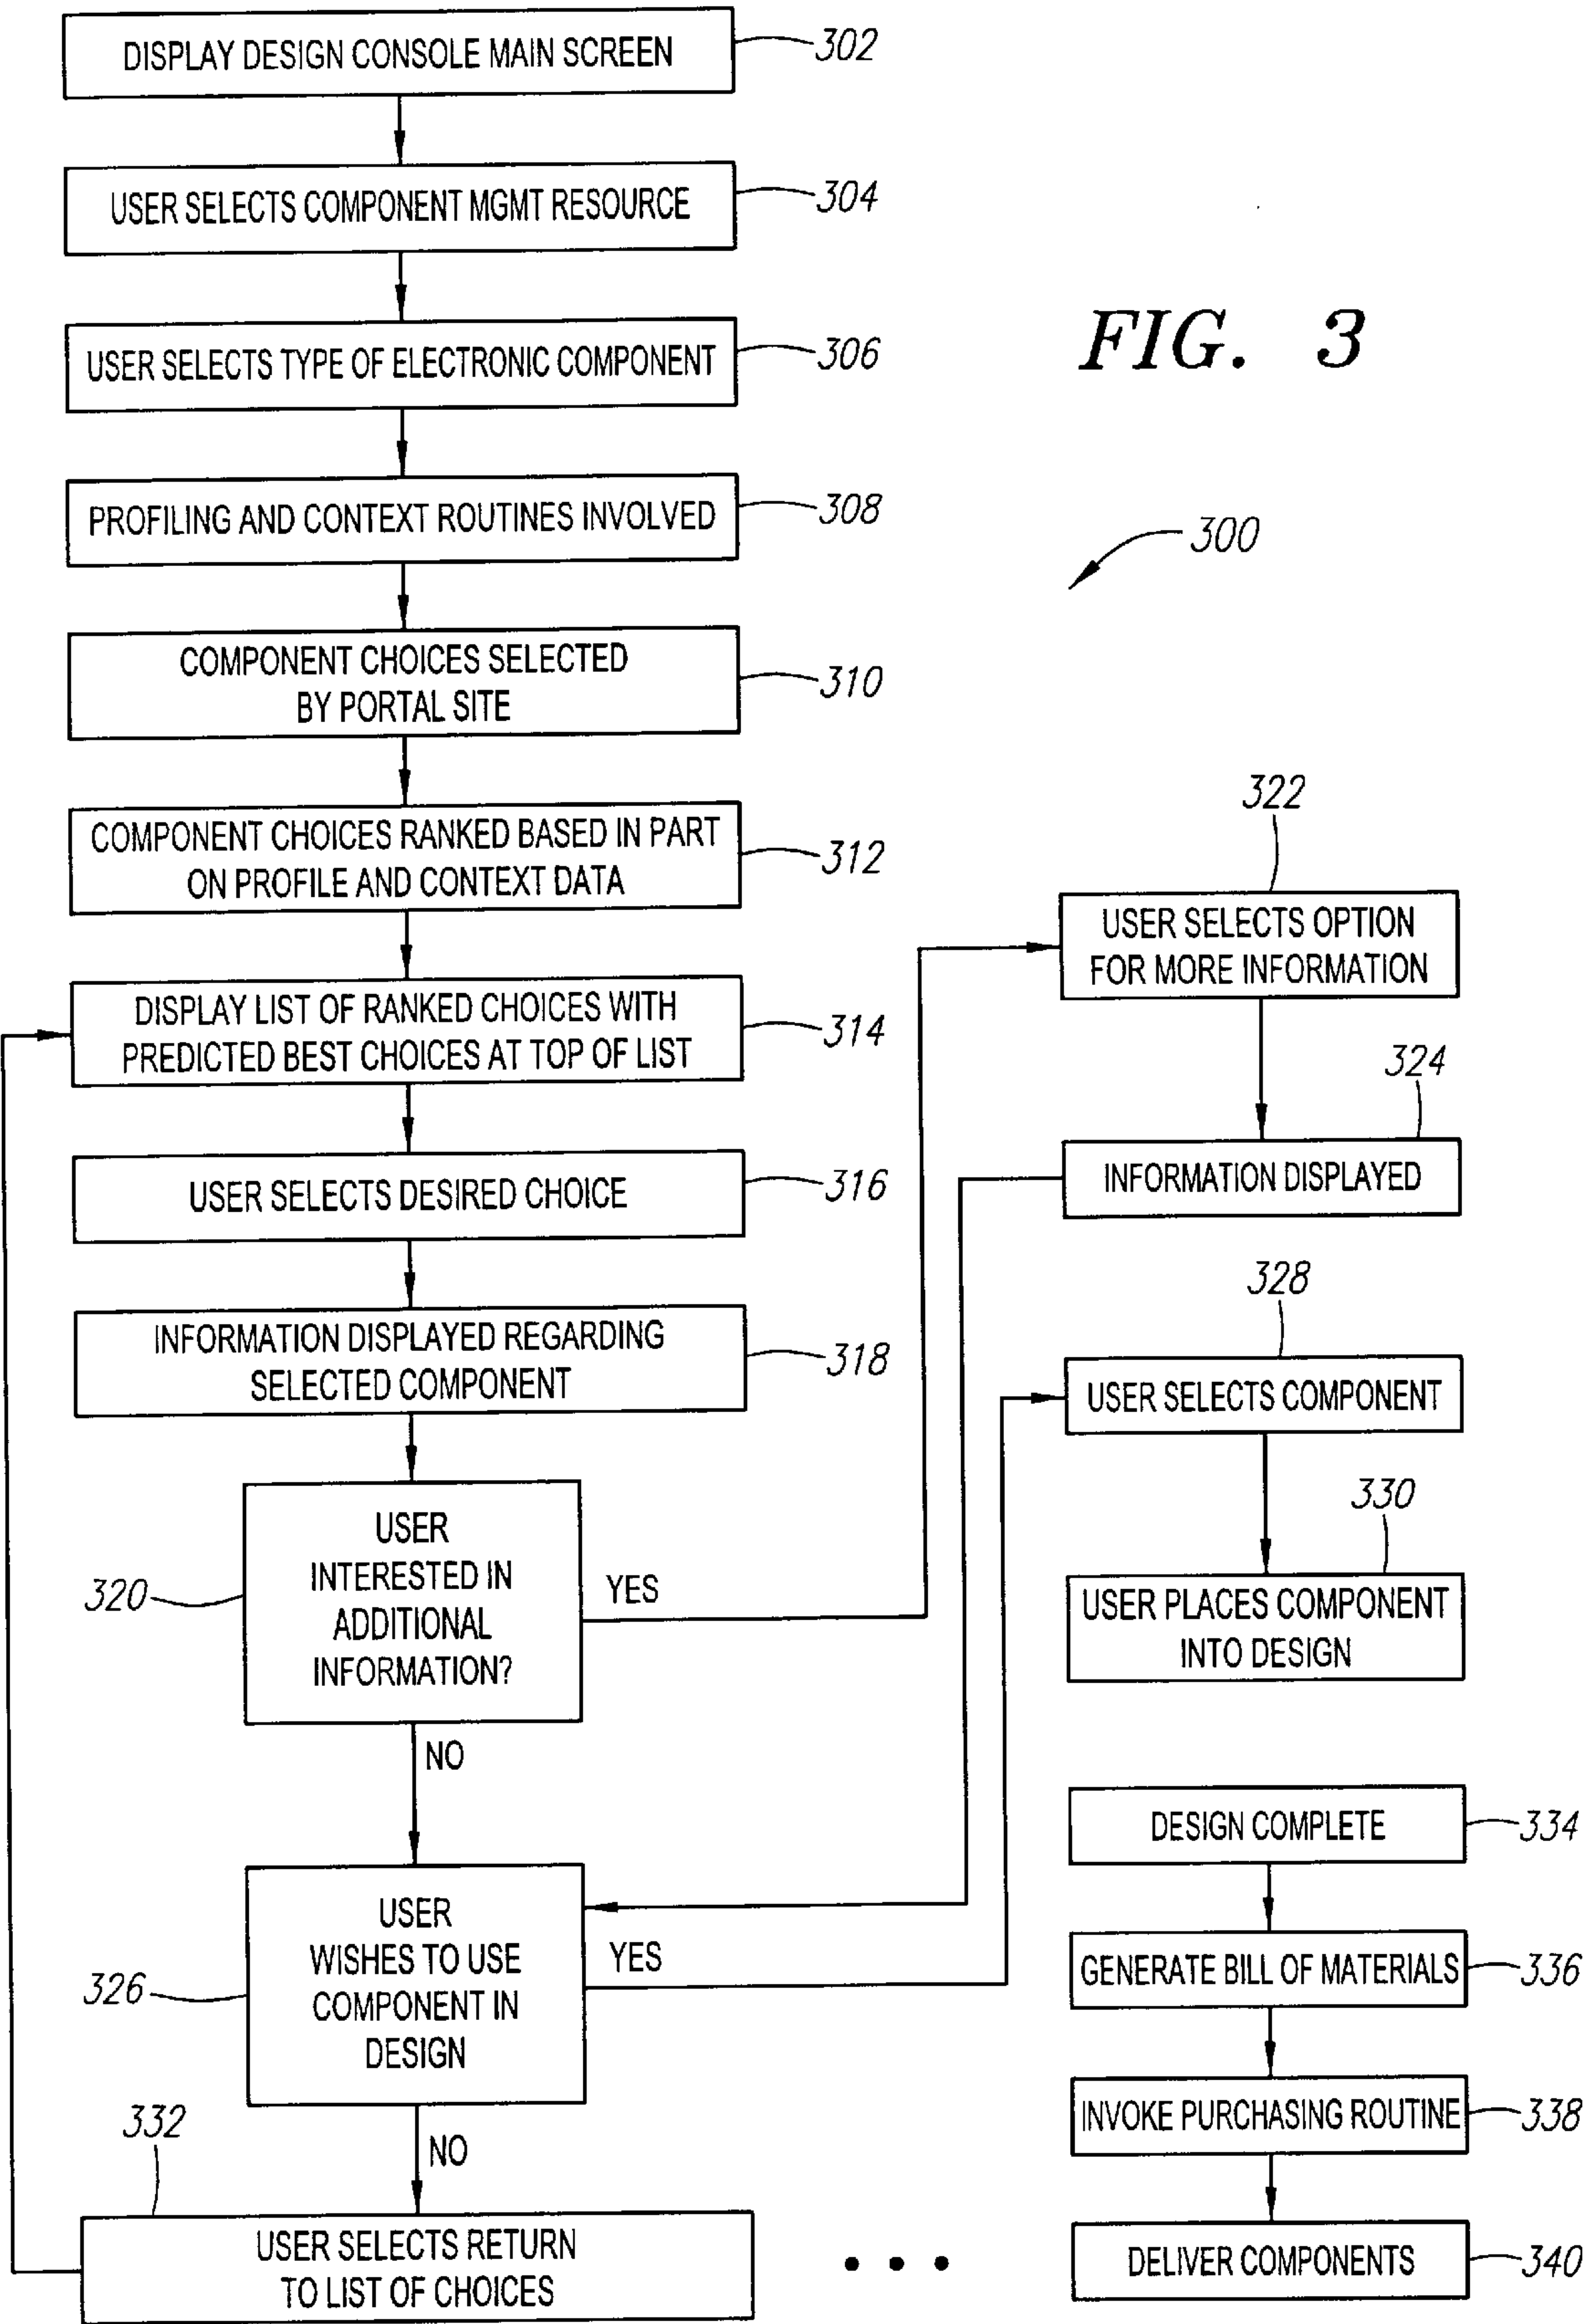 DISPLAY DESIGN CONSOLE MAIN SCREEN
302
USER SELECTS COMPONENT MGMT RESOURCE
304
USER SELECTS TYPE OF ELECTRONIC COMPONENT
306
PROFILING AND CONTEXT ROUTINES INVOLVED
308
COMPONENT CHOICES SELECTED
BY PORTAL SITE
310
COMPONENT CHOICES RANKED BASED IN PART
ON PROFILE AND CONTEXT DATA
312
DISPLAY LIST OF RANKED CHOICES WITH
PREDICTED BEST CHOICES AT TOP OF LIST
314
USER SELECTS DESIRED CHOICE
316
INFORMATION DISPLAYED REGARDING
SELECTED COMPONENT
318
USER
INTERESTED IN
ADDITIONAL
INFORMATION?
320
YES
NO
USER
WISHES TO USE
COMPONENT IN
DESIGN
326
YES
NO
332
USER SELECTS RETURN
TO LIST OF CHOICES
FIG. 3
300
322
USER SELECTS OPTION
FOR MORE INFORMATION
324
INFORMATION DISPLAYED
328
USER SELECTS COMPONENT
330
USER PLACES COMPONENT
INTO DESIGN
DESIGN COMPLETE
334
GENERATE BILL OF MATERIALS
336
INVOKE PURCHASING ROUTINE
338
DELIVER COMPONENTS
340